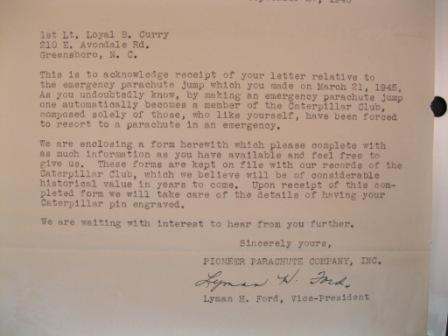 1945
1st Lt. Loyal B. Curry
210 E. Avondale Rd.
Greensboro, N. C.
This is to acknowledge receipt of your letter relative to
the emergency parachute jump which you made on March 21, 1945.
As you undoubtedly know, by making an emergency parachute jump
one automatically becomes a member of the Caterpillar Club,
composed solely of those, who like yourself, have been forced
to resort to a parachute in an emergency.
We are enclosing a form herewith which please complete with
as much information as you have available and feel free to
give us. These forms are kept on file with our records of the
Caterpillar Club, which we believe will be of considerable
historical value in years to come. Upon receipt of this com-
pleted form we will take care of the details of having your
Caterpillar pin engraved.
We are waiting with interest to hear from you further.
Sincerely yours,
PIONEER PARACHUTE COMPANY, INC.
Lyman H. Ford.
Lyman H. Ford, Vice-President